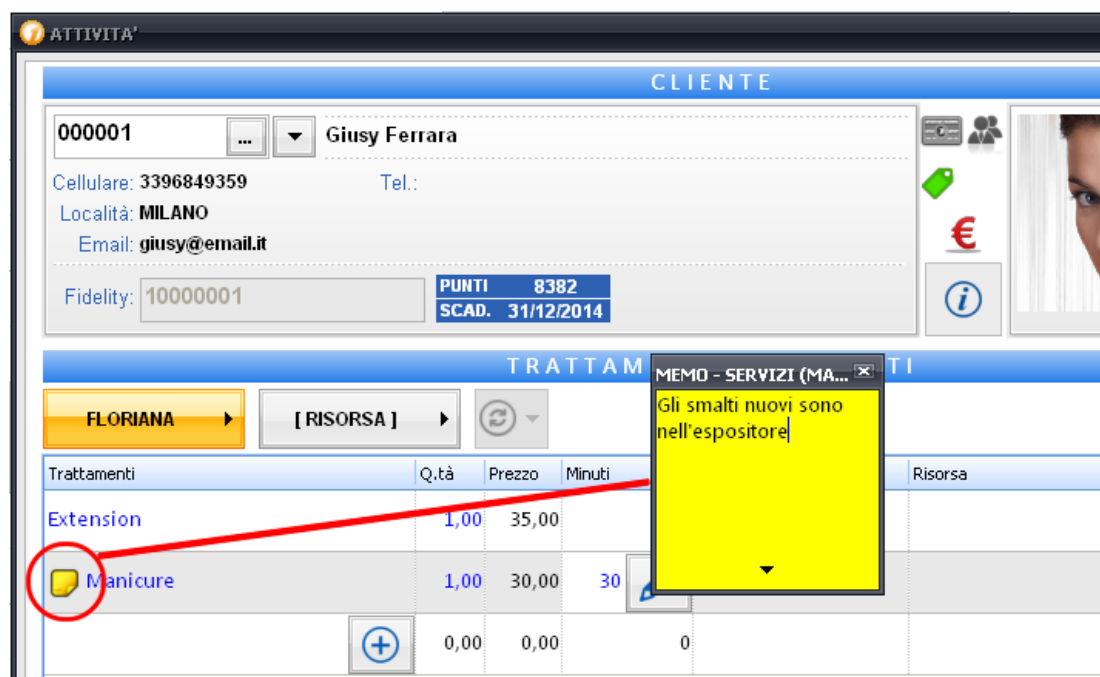 ATTIVITA'
CLIENTE
000001 ... Giusy Ferrara
Cellulare: 3396849359 Tel.:
Località: MILANO
Email: giusy@email.it
Fidelity: 10000001
PUNTI 8382
SCAD. 31/12/2014
€
i
TRATTAM TI
MEMO - SERVIZI (MA...
Gli smalti nuovi sono
nell'espositore
FLORIANA [ RISORSA ]
Trattamenti Q.tà Prezzo Minuti Risorsa
Extension 1,00 35,00
Manicure 1,00 30,00 30
0,00 0,00 0